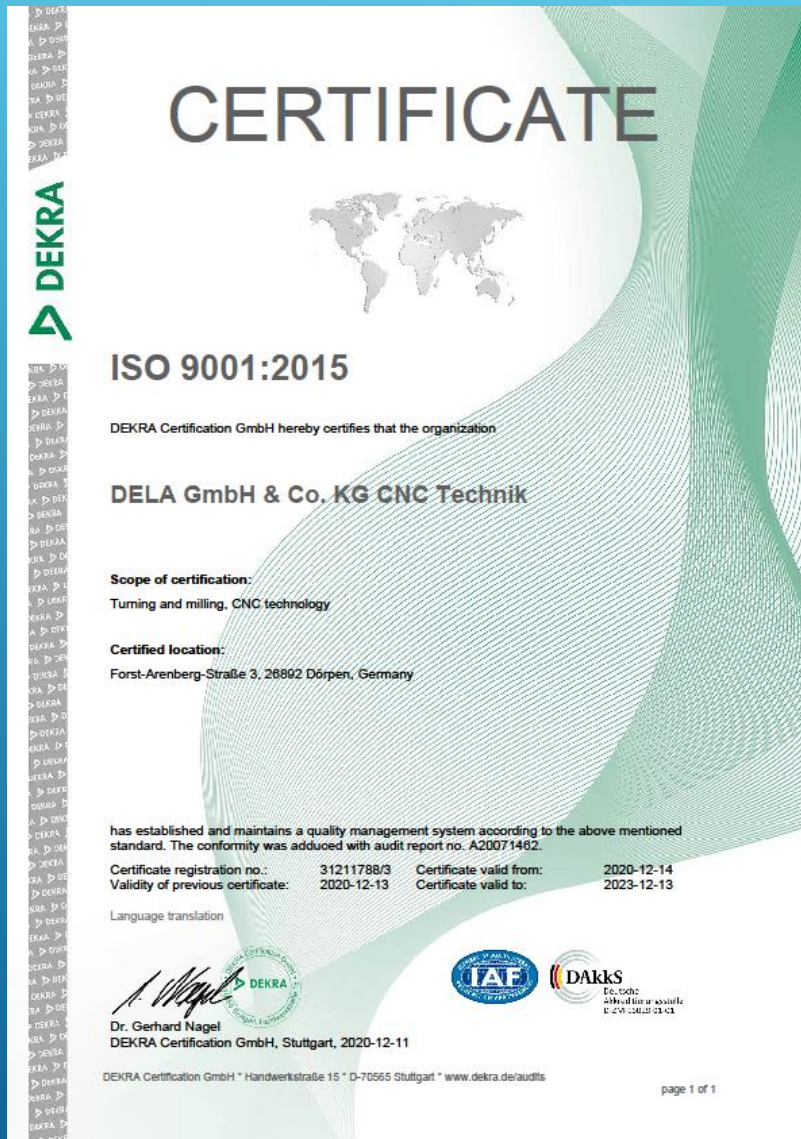 CERTIFICATE
DEKRA
ISO 9001:2015
DEKRA Certification GmbH hereby certifies that the organization
DELA GmbH & Co. KG CNC Technik
Scope of certification:
Turning and milling, CNC technology
Certified location:
Forst-Arenberg-Straße 3, 26892 Dörpen, Germany
has established and maintains a quality management system according to the above mentioned
standard. The conformity was adduced with audit report no. A20071462.
Certificate registration no.: 31211788/3 Certificate valid from: 2020-12-14
Validity of previous certificate: 2020-12-13 Certificate valid to: 2023-12-13
Language translation
DEKRA
IAF
DAkkS
Deutsche
Akkreditierungsstelle
Dr. Gerhard Nagel
DEKRA Certification GmbH, Stuttgart, 2020-12-11
DEKRA Certification GmbH * Handwerkstraße 15 * D-70565 Stuttgart * www.dekra.de/audits
page 1 of 1